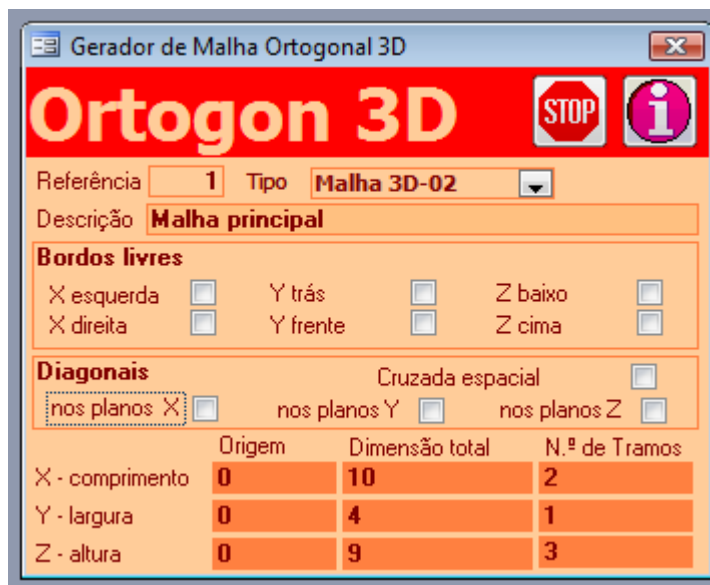 Gerador de Malha Ortogonal 3D
Ortogon 3D STOP i
Referência 1 Tipo Malha 3D-02
Descrição Malha principal
Bordos livres
X esquerda Y trás Z baixo
X direita Y frente Z cima
Diagonais Cruzada espacial
nos planos X nos planos Y nos planos Z
Origem Dimensão total N.º de Tramos
X - comprimento 0 10 2
Y - largura 0 4 1
Z - altura 0 9 3